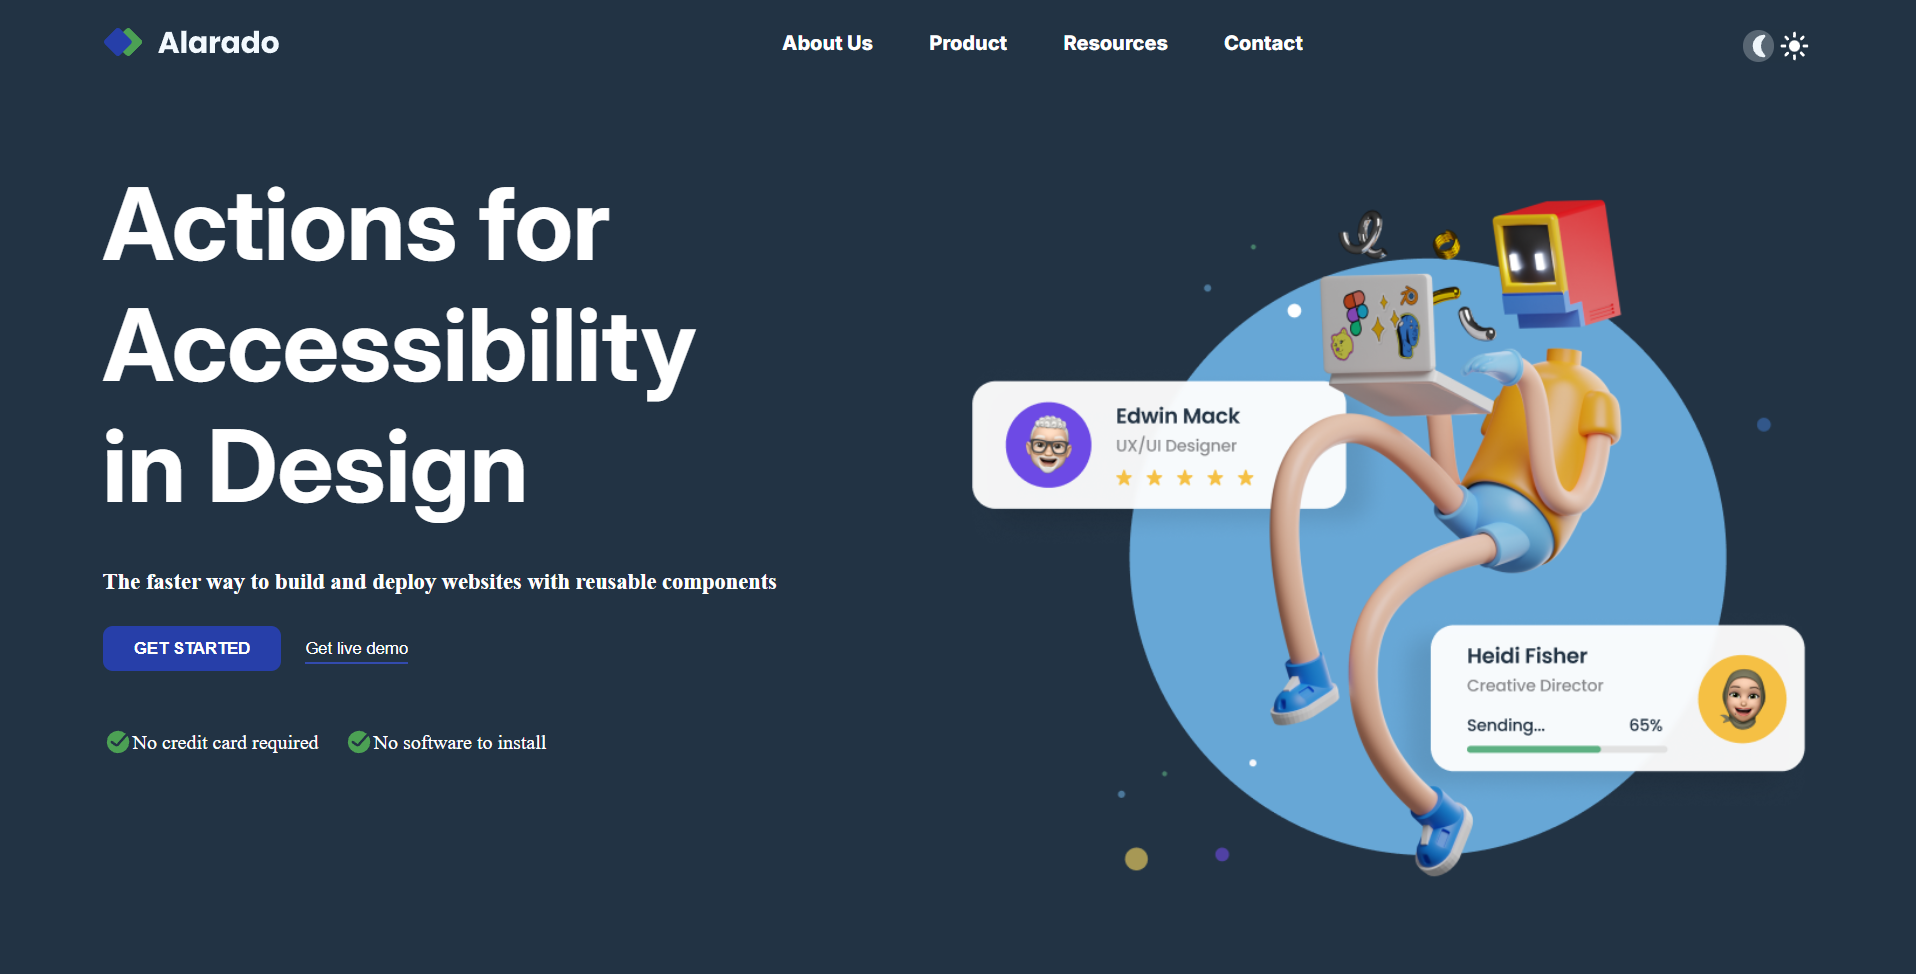 Alarado
About Us Product Resources Contact
Actions for
Accessibility
in Design
The faster way to build and deploy websites with reusable components
GET STARTED Get live demo
No credit card required No software to install
Edwin Mack
UX/UI Designer
Heidi Fisher
Creative Director
Sending... 65%